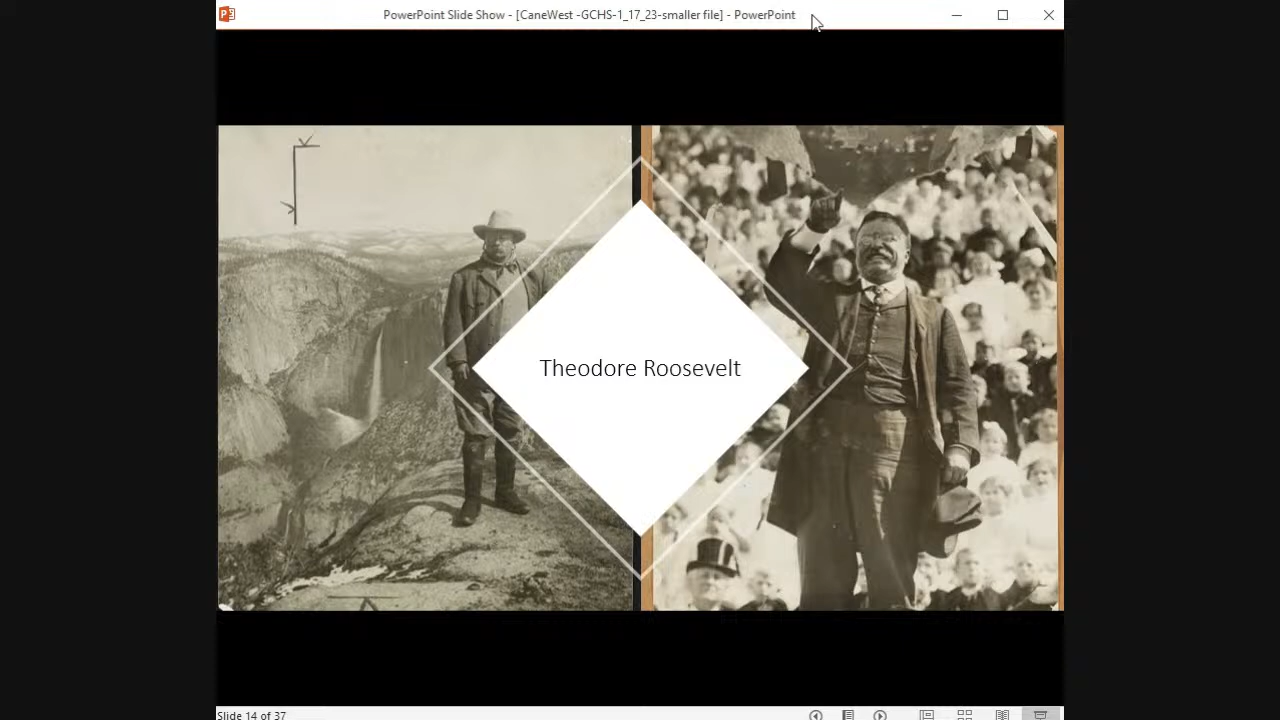 PowerPoint Slide Show - [CaneWest -GCHS-1_17_23-smaller file] - PowerPoint
Theodore Roosevelt
Slide 14 of 37